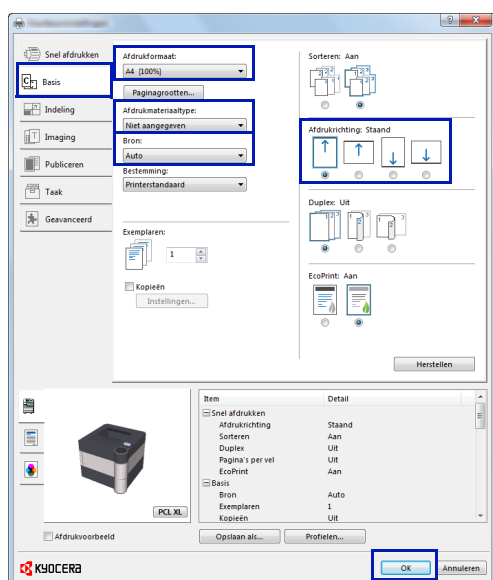 Snel afdrukken
Basis
Indeling
Imaging
Publiceren
Taak
Geavanceerd
Afdrukformaat:
A4 [100%]
Paginagrootten...
Afdrukmateriaaltype:
Niet aangegeven
Bron:
Auto
Bestemming:
Printerstandaard
Exemplaren:
1
Kopieën
Instellingen...
Sorteren: Aan
Afdrukrichting: Staand
Duplex: Uit
EcoPrint: Aan
Herstellen
Item Detail
Snel afdrukken
Afdrukrichting Staand
Sorteren Aan
Duplex Uit
Pagina's per vel Uit
EcoPrint Aan
Basis
Bron Auto
Exemplaren 1
Kopieën Uit
PCL XL
Afdrukvoorbeeld
Opslaan als...
Profielen...
KYOCERA
OK
Annuleren